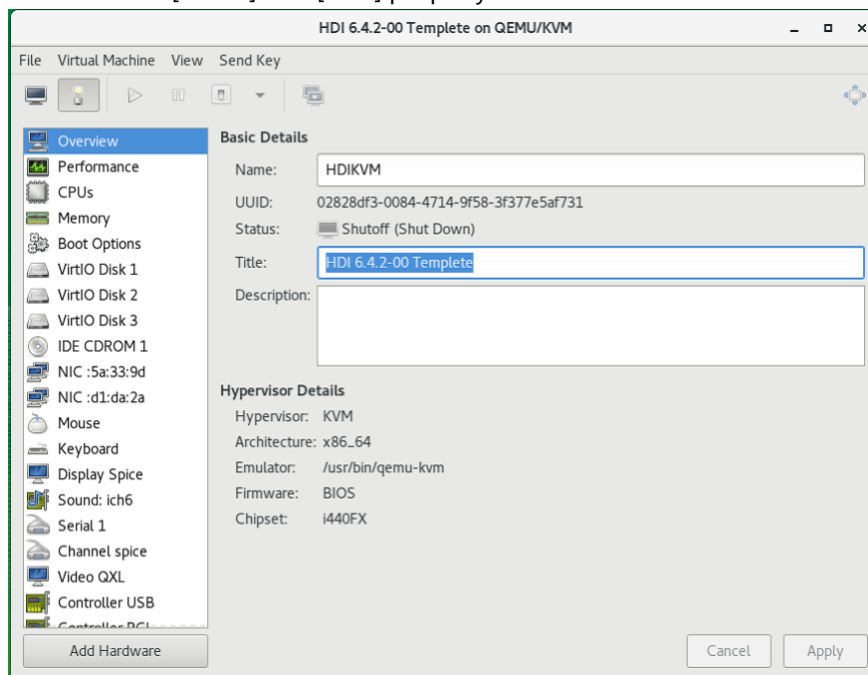 HDI 6.4.2-00 Templete on QEMU/KVM
File Virtual Machine View Send Key
Overview
Performance
CPUs
Memory
Boot Options
VirtIO Disk 1
VirtIO Disk 2
VirtIO Disk 3
IDE CDROM 1
NIC :5a:33:9d
NIC :d1:da:2a
Mouse
Keyboard
Display Spice
Sound: ich6
Serial 1
Channel spice
Video QXL
Controller USB
Controller PCI
Add Hardware
Basic Details
Name: HDIKVM
UUID: 02828df3-0084-4714-9f58-3f377e5af731
Status: Shutoff (Shut Down)
Title: HDI 6.4.2-00 Templete
Description:
Hypervisor Details
Hypervisor: KVM
Architecture: x86_64
Emulator: /usr/bin/qemu-kvm
Firmware: BIOS
Chipset: i440FX
Cancel Apply